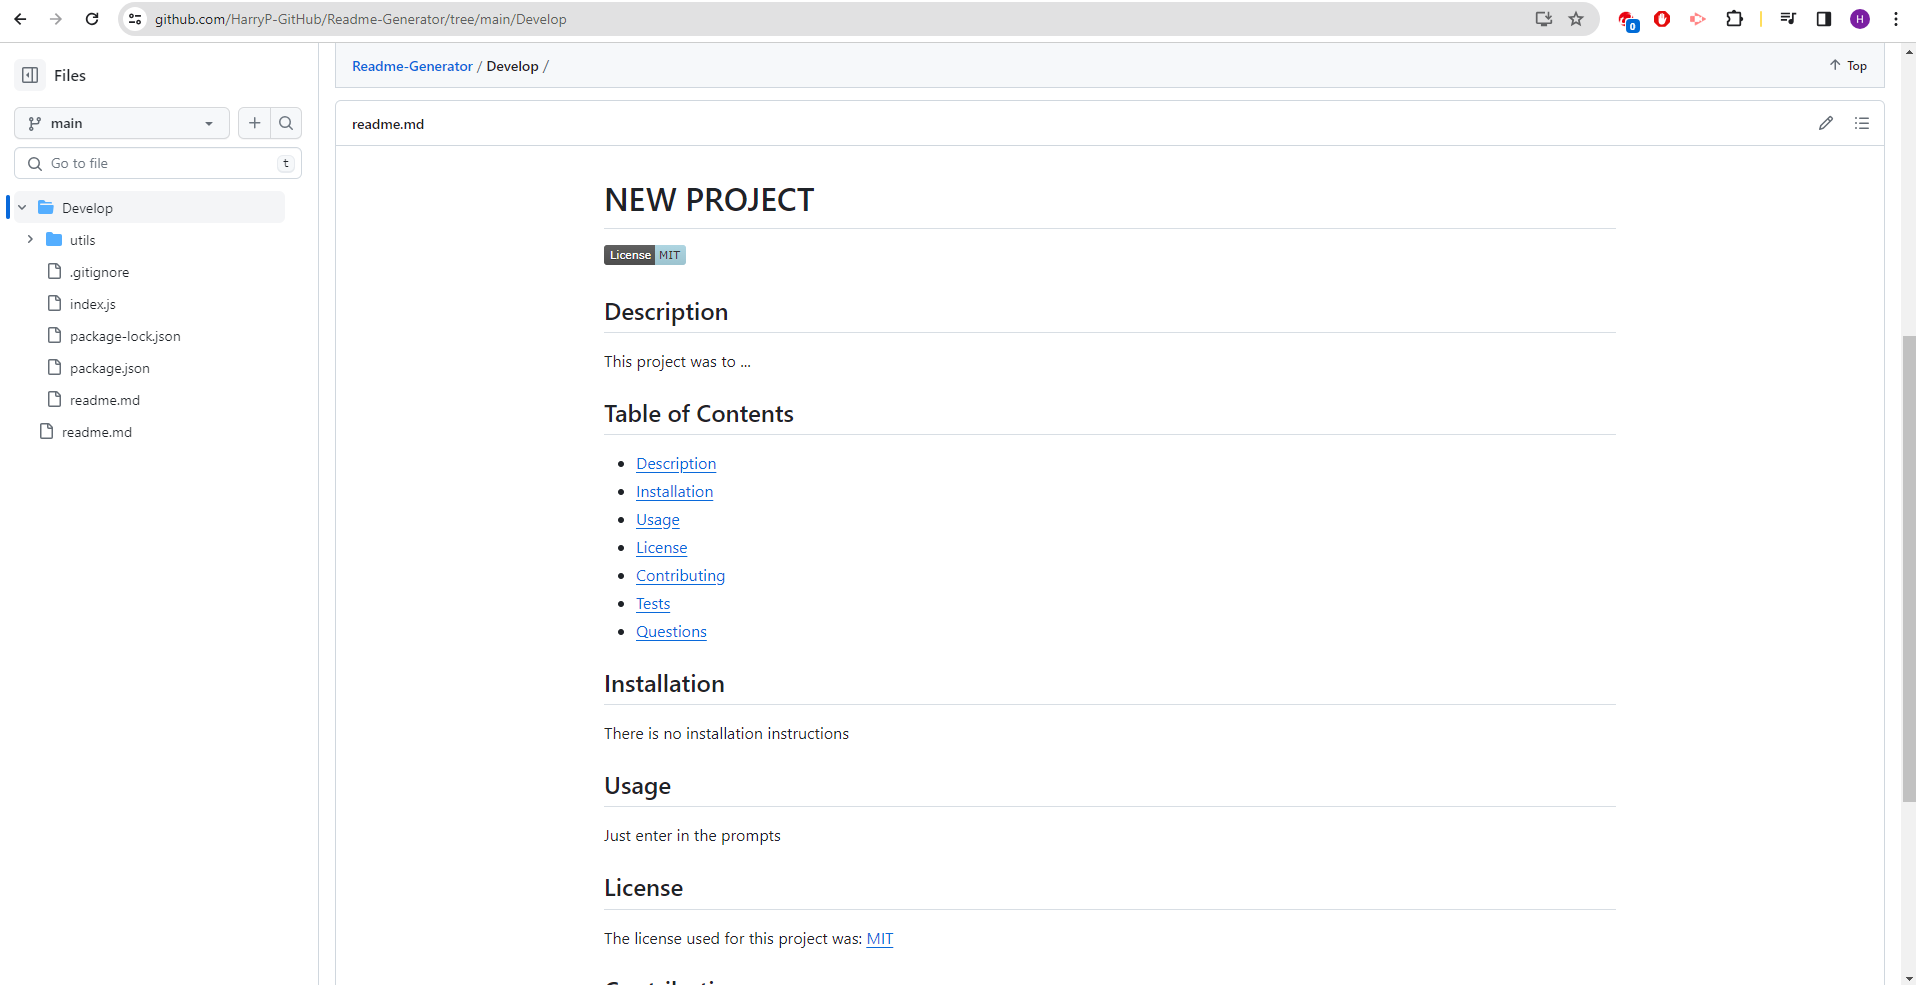 github.com/HarryP-GitHub/Readme-Generator/tree/main/Develop
0
H
Files
main
Go to file
t
Develop
utils
.gitignore
index.js
package-lock.json
package.json
readme.md
readme.md
Readme-Generator / Develop /
Top
readme.md
NEW PROJECT
License MIT
Description
This project was to ...
Table of Contents
Description
Installation
Usage
License
Contributing
Tests
Questions
Installation
There is no installation instructions
Usage
Just enter in the prompts
License
The license used for this project was: MIT